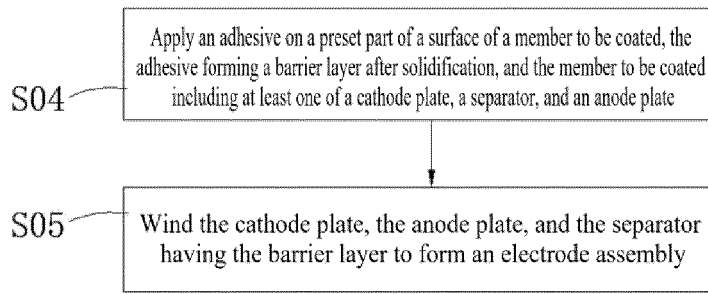 Apply an adhesive on a preset part of a surface of a member to be coated, the
adhesive forming a barrier layer after solidification, and the member to be coated
including at least one of a cathode plate, a separator, and an anode plate
S04
Wind the cathode plate, the anode plate, and the separator
having the barrier layer to form an electrode assembly
S05